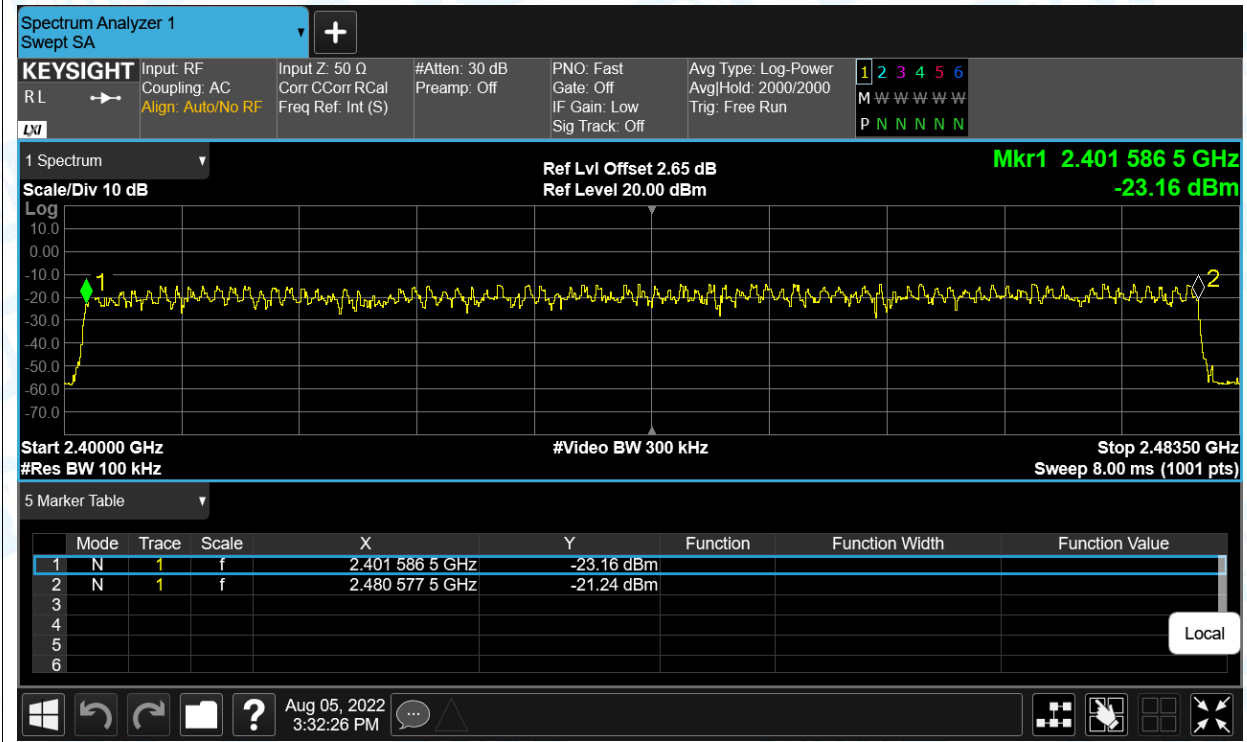 Spectrum Analyzer 1
Swept SA
+
KEYSIGHT Input: RF Input Z: 50 Ω #Atten: 30 dB PNO: Fast Avg Type: Log-Power 1 2 3 4 5 6
R L Coupling: AC Corr CCorr RCal Preamp: Off Gate: Off Avg|Hold: 2000/2000 M W W W W W
Align: Auto/No RF Freq Ref: Int (S) IF Gain: Low Trig: Free Run
LXI Sig Track: Off P N N N N N
1 Spectrum Ref Lvl Offset 2.65 dB Mkr1 2.401 586 5 GHz
Scale/Div 10 dB Ref Level 20.00 dBm -23.16 dBm
Log
10.0
0.00
-10.0 1 2
-20.0
-30.0
-40.0
-50.0
-60.0
-70.0
Start 2.40000 GHz #Video BW 300 kHz Stop 2.48350 GHz
#Res BW 100 kHz Sweep 8.00 ms (1001 pts)
5 Marker Table
Mode Trace Scale X Y Function Function Width Function Value
1 N 1 f 2.401 586 5 GHz -23.16 dBm
2 N 1 f 2.480 577 5 GHz -21.24 dBm
3
4
5
6
Local
? Aug 05, 2022
3:32:26 PM